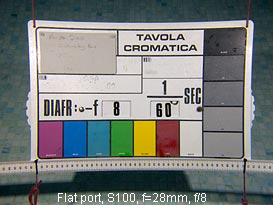 TAVOLA
CROMATICA
DIAFR:-f 8 1/60 SEC
Flat port, S100, f=28mm, f/8